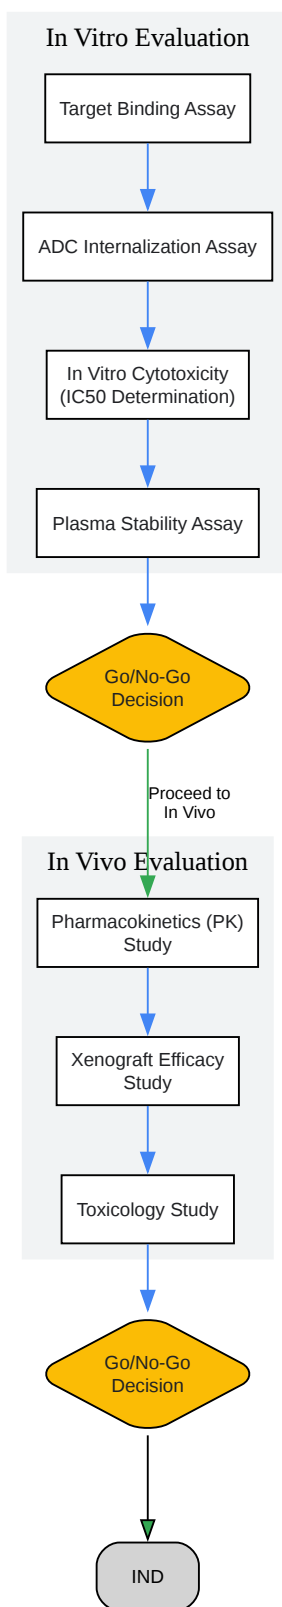 In Vitro Evaluation
Target Binding Assay
ADC Internalization Assay
In Vitro Cytotoxicity
(IC50 Determination)
Plasma Stability Assay
Go/No-Go
Decision
Proceed to
In Vivo
In Vivo Evaluation
Pharmacokinetics (PK)
Study
Xenograft Efficacy
Study
Toxicology Study
Go/No-Go
Decision
IND